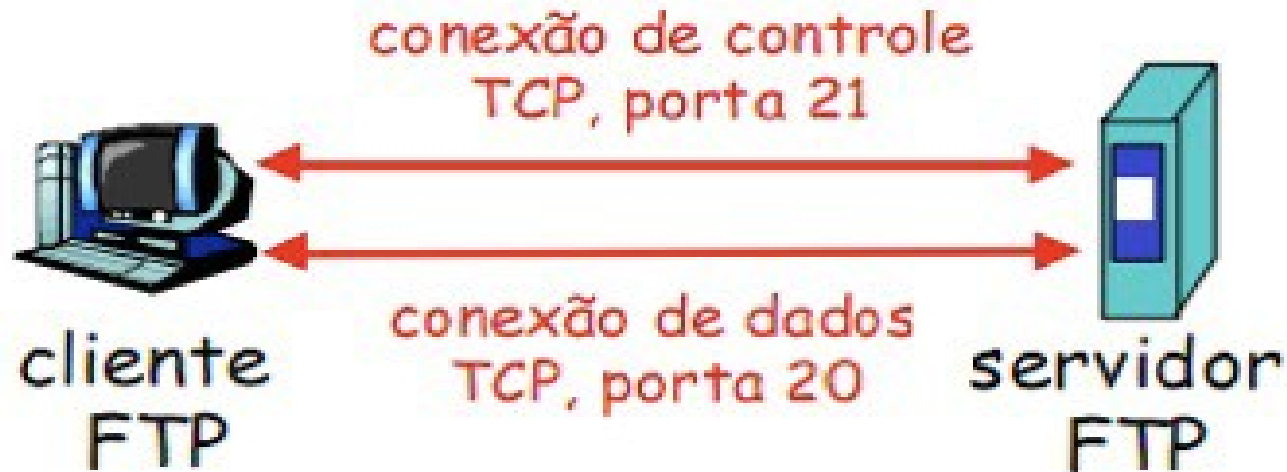 conexão de controle
TCP, porta 21
conexão de dados
TCP, porta 20
cliente
FTP
servidor
FTP